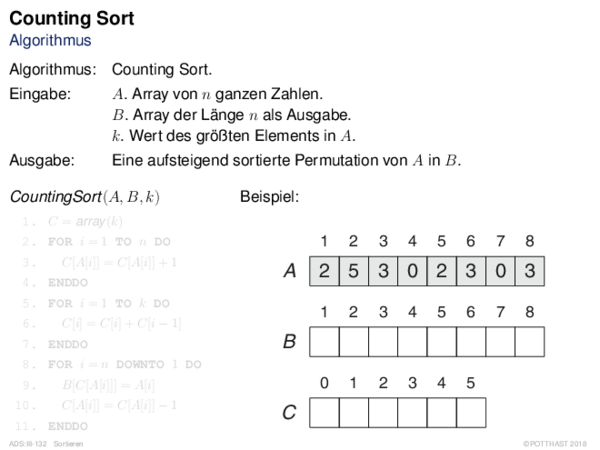 Counting Sort
Algorithmus
Algorithmus: Counting Sort.
Eingabe: A. Array von n ganzen Zahlen.
B. Array der Länge n als Ausgabe.
k. Wert des größten Elements in A.
Ausgabe: Eine aufsteigend sortierte Permutation von A in B.
CountingSort(A, B, k)
1. C = array(k)
2. FOR i = 1 TO n DO
3. C[A[i]] = C[A[i]] + 1
4. ENDDO
5. FOR i = 1 TO k DO
6. C[i] = C[i] + C[i − 1]
7. ENDDO
8. FOR i = n DOWNTO 1 DO
9. B[C[A[i]]] = A[i]
10. C[A[i]] = C[A[i]] − 1
11. ENDDO
Beispiel:
1 2 3 4 5 6 7 8
A 2 5 3 0 2 3 0 3
1 2 3 4 5 6 7 8
B
0 1 2 3 4 5
C
ADS:III-132 Sortieren
©POTTHAST 2018